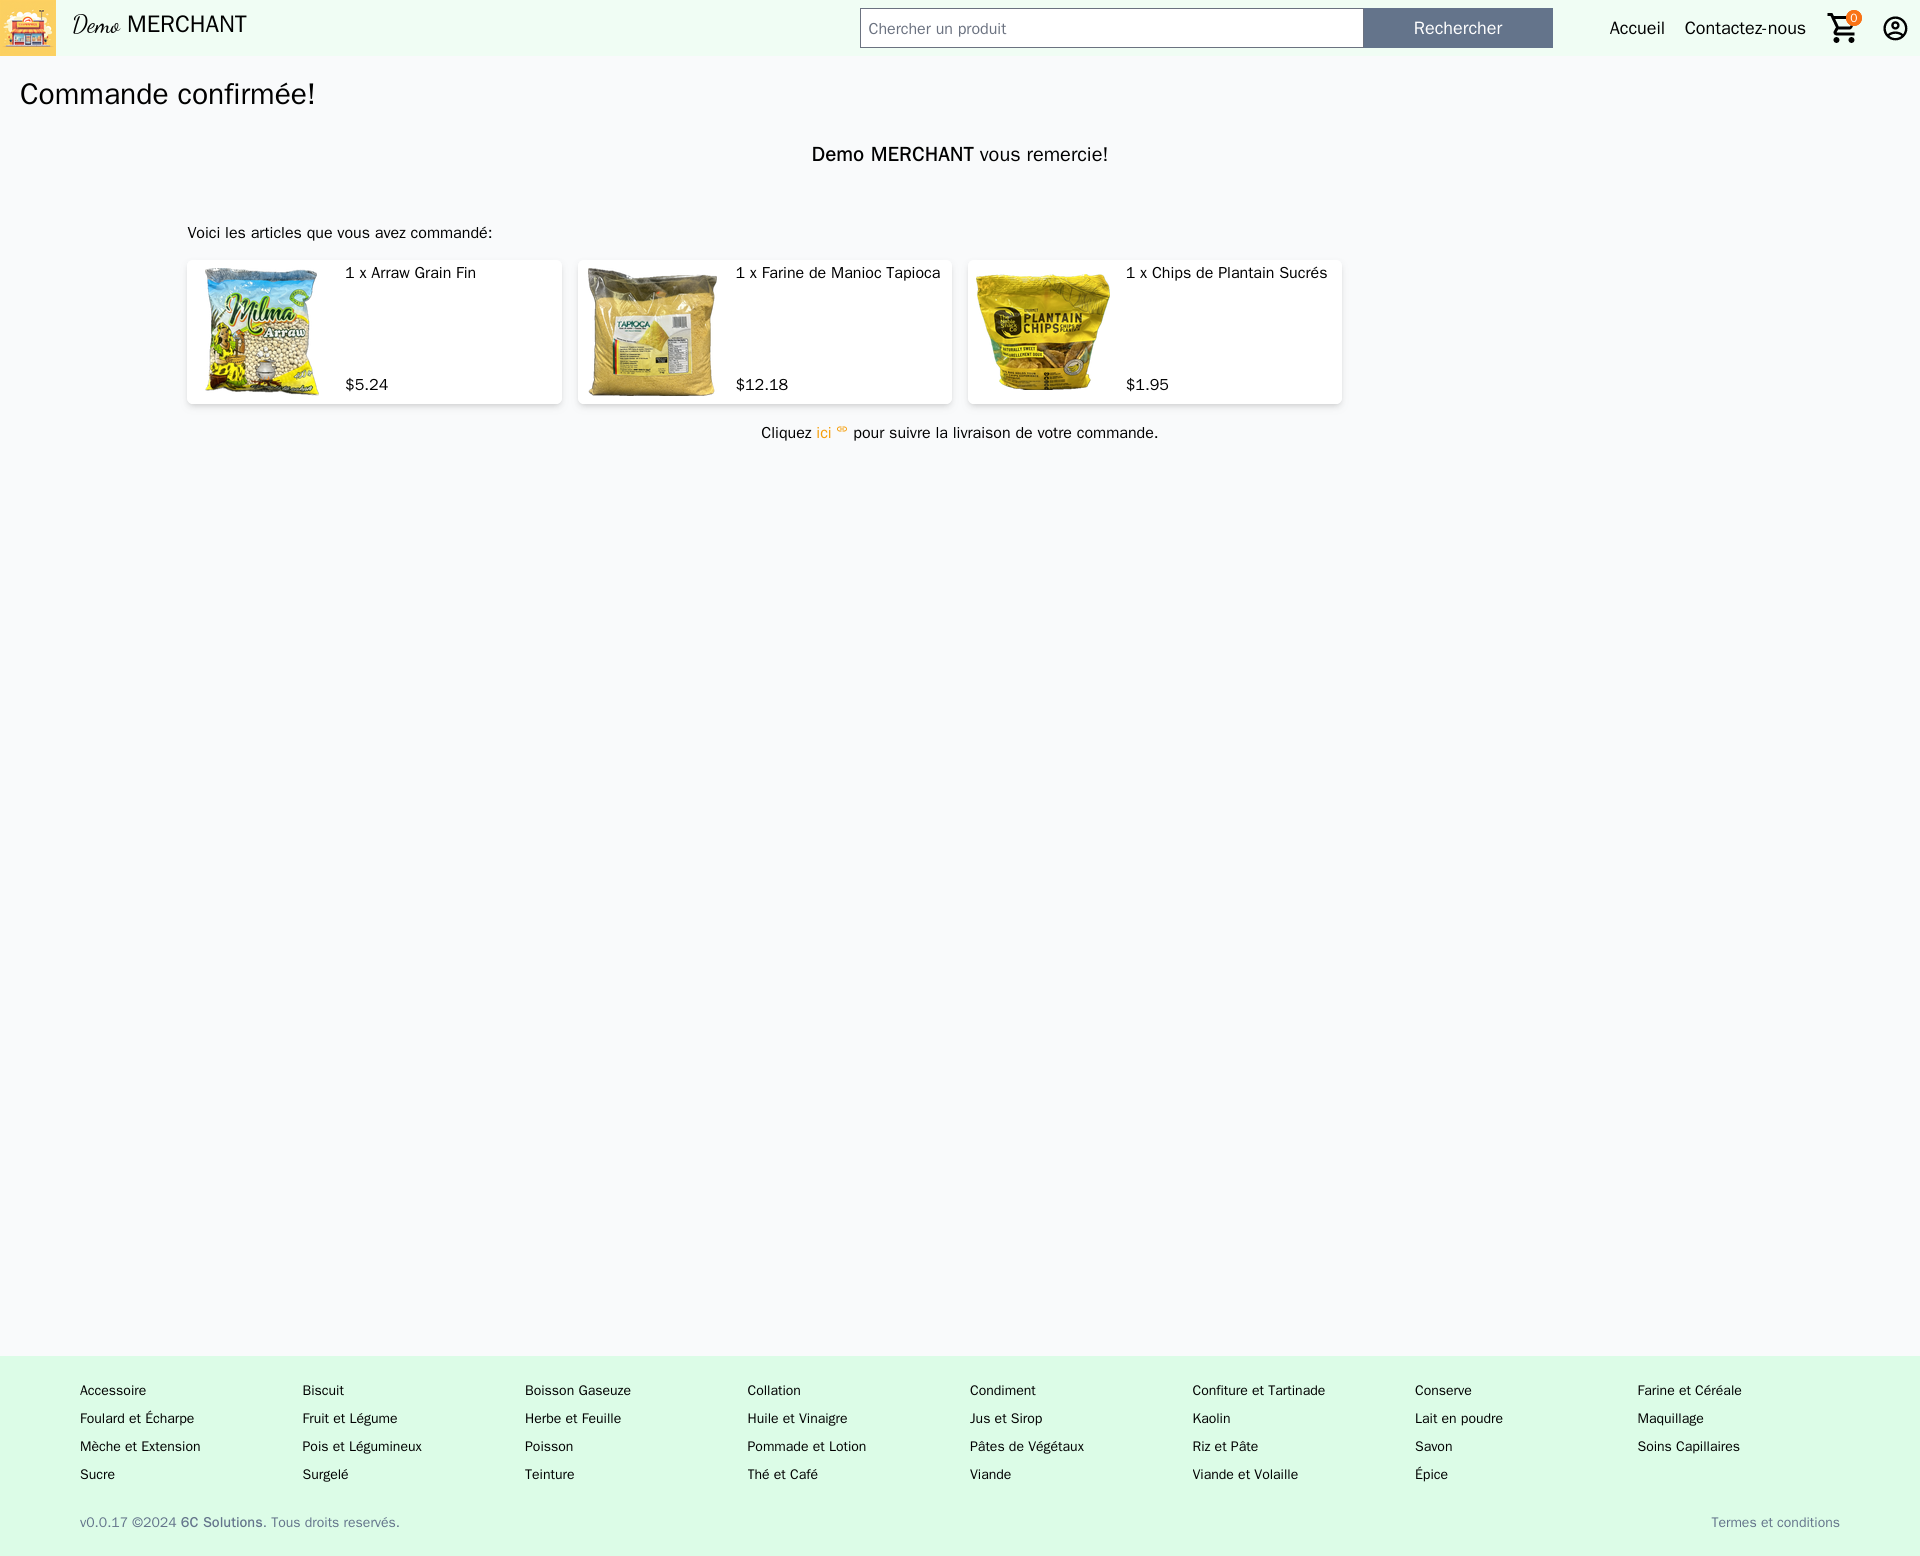 Demo MERCHANT
Chercher un produit
Rechercher
Accueil
Contactez-nous
0
Commande confirmée!
Demo MERCHANT vous remercie!
Voici les articles que vous avez commandé:
Milma
Arraw
1 x Arraw Grain Fin
$5.24
TAPIOCA
1 x Farine de Manioc Tapioca
$12.18
PLANTAIN
CHIPS
1 x Chips de Plantain Sucrés
$1.95
Cliquez ici pour suivre la livraison de votre commande.
Accessoire Biscuit Boisson Gaseuze Collation Condiment Confiture et Tartinade Conserve Farine et Céréale
Foulard et Écharpe Fruit et Légume Herbe et Feuille Huile et Vinaigre Jus et Sirop Kaolin Lait en poudre Maquillage
Mèche et Extension Pois et Légumineux Poisson Pommade et Lotion Pâtes de Végétaux Riz et Pâte Savon Soins Capillaires
Sucre Surgelé Teinture Thé et Café Viande Viande et Volaille Épice
v0.0.17 ©2024 6C Solutions. Tous droits reservés.
Termes et conditions